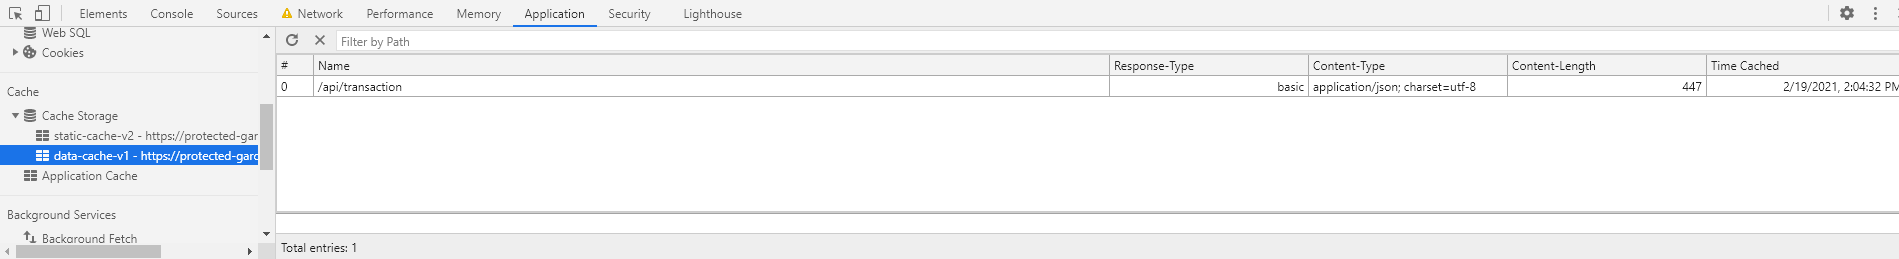 Elements Console Sources Network Performance Memory Application Security Lighthouse
Web SQL
Cookies
Cache
Cache Storage
static-cache-v2 - https://protected-gar
data-cache-v1 - https://protected-garc
Application Cache
Background Services
Background Fetch
Filter by Path
# Name Response-Type Content-Type Content-Length Time Cached
0 /api/transaction basic application/json; charset=utf-8 447 2/19/2021, 2:04:32 PM
Total entries: 1